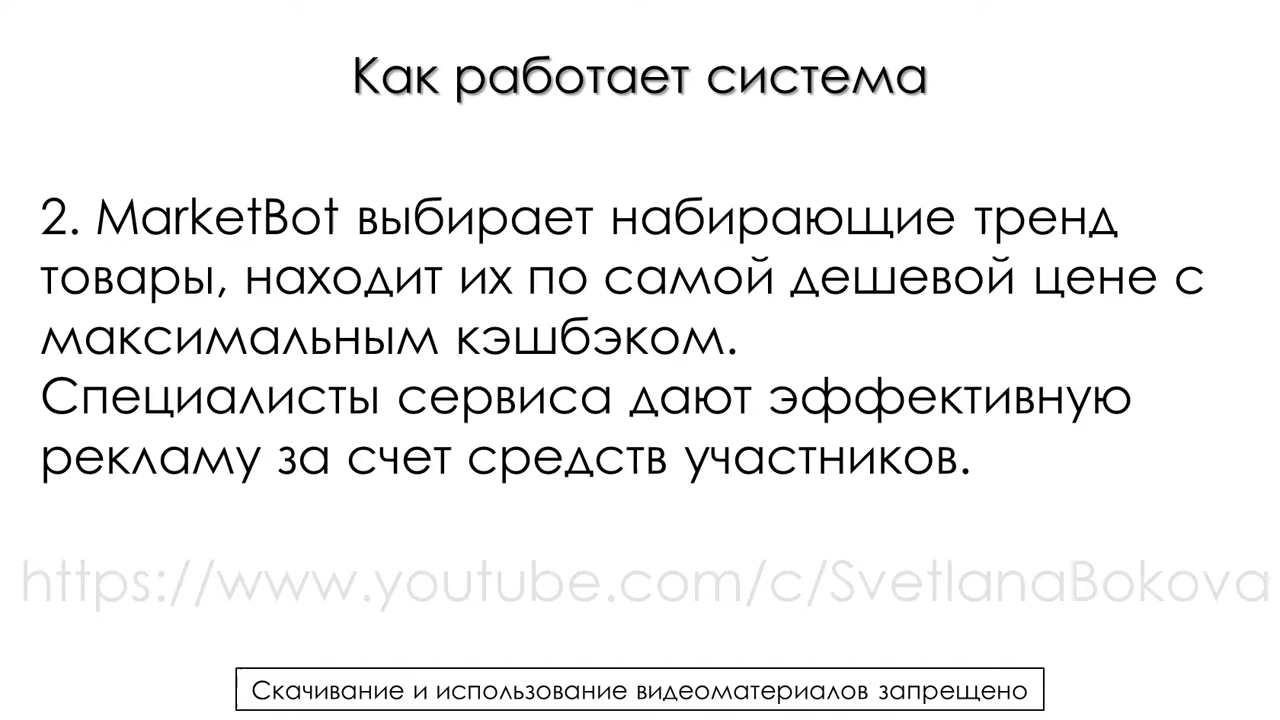 Как работает система
2. MarketBot выбирает набирающие тренд
товары, находит их по самой дешевой цене с
максимальным кэшбэком.
Специалисты сервиса дают эффективную
рекламу за счет средств участников.
https://www.youtube.com/c/SvetlanaBokova
Скачивание и использование видеоматериалов запрещено